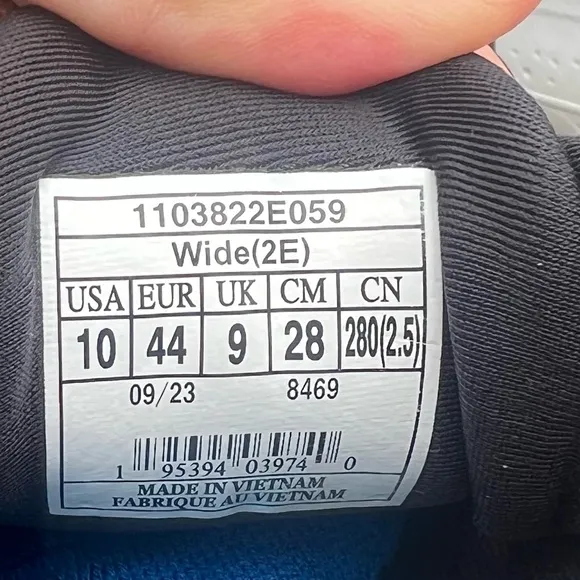 1103822E059
Wide(2E)
USA EUR UK CM CN
10 44 9 28 280(2.5)
09/23 8469
1 95394 03974 0
MADE IN VIETNAM
FABRIQUE AU VIETNAM